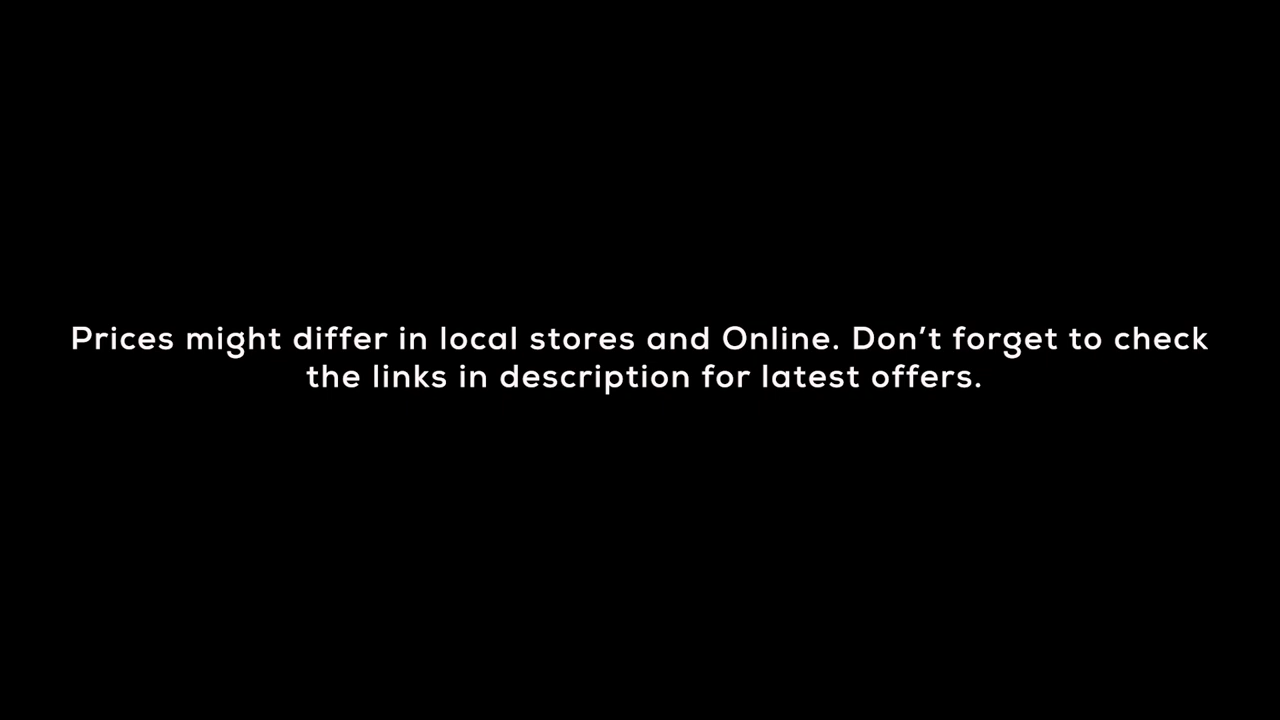 Prices might differ in local stores and Online. Don’t forget to check
the links in description for latest offers.